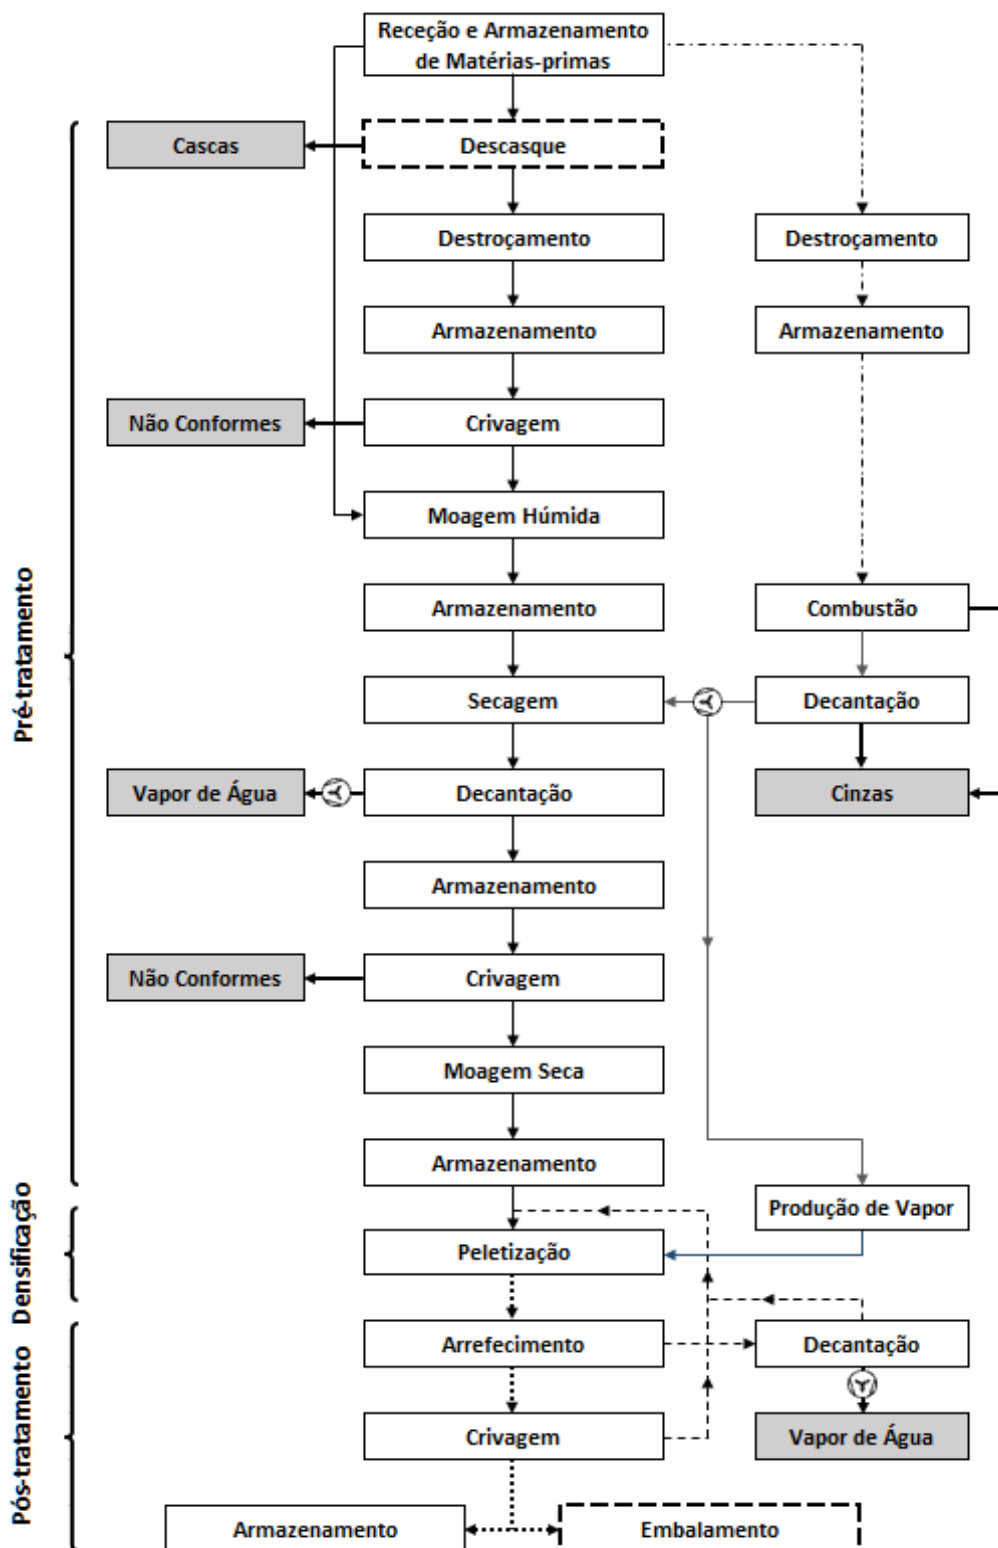 Receção e Armazenamento
de Matérias-primas
Cascas
Descasque
Destroçamento
Destroçamento
Armazenamento
Armazenamento
Não Conformes
Crivagem
Moagem Húmida
Pré-tratamento
Armazenamento
Combustão
Secagem
Decantação
Vapor de Água
Decantação
Cinzas
Armazenamento
Não Conformes
Crivagem
Moagem Seca
Armazenamento
Densificação
Produção de Vapor
Peletização
Pós-tratamento
Arrefecimento
Decantação
Crivagem
Vapor de Água
Armazenamento
Embalamento